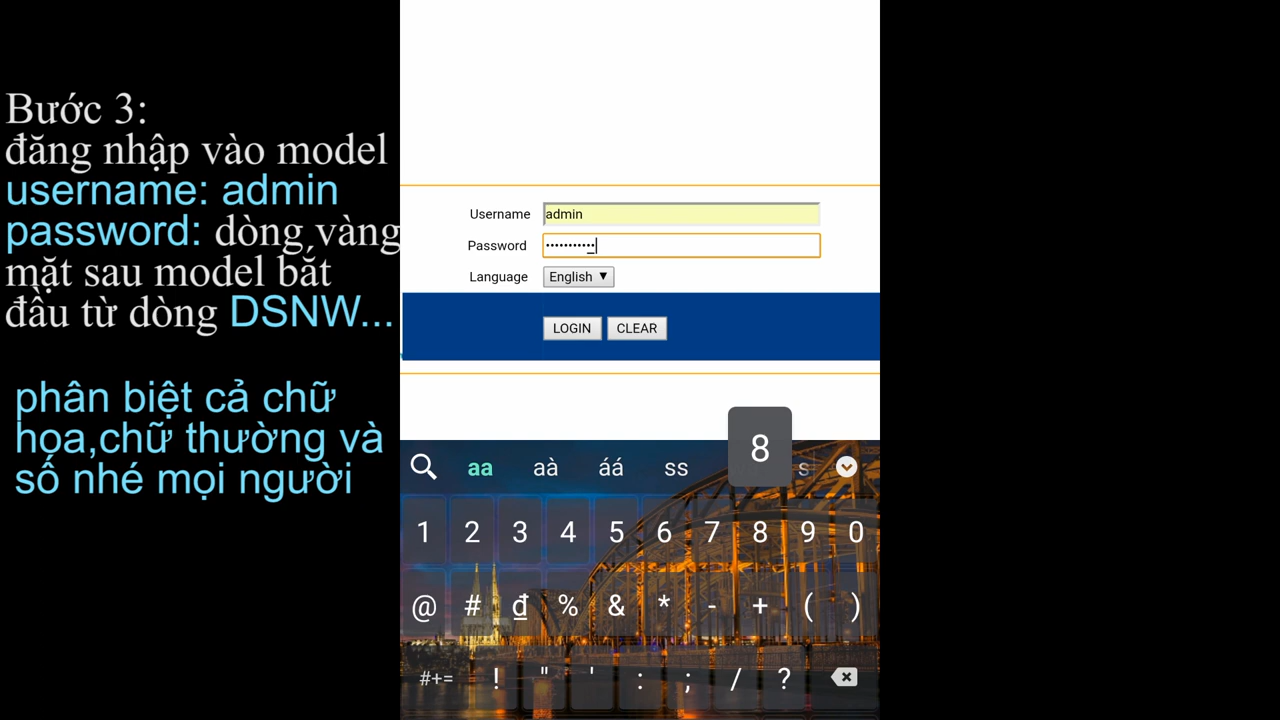 Bước 3:
đăng nhập vào model
username: admin
password: dòng vàng
mặt sau model bắt
đầu từ dòng DSNW...
phân biệt cả chữ
họa,chữ thường và
số nhé mọi người
Username admin
Password
Language English
LOGIN CLEAR
8
aa aà áá ss s
1 2 3 4 5 6 7 8 9 0
@ # đ % & * - + ( )
#+= ! " ' : ; / ?